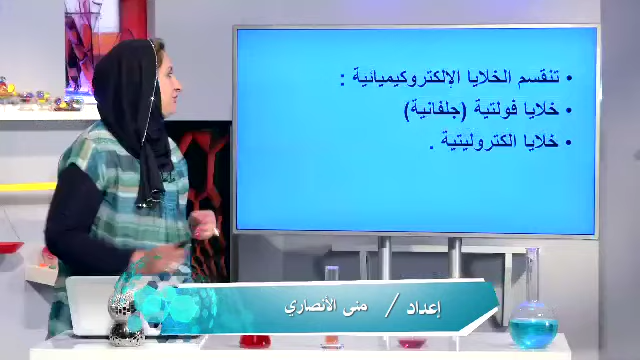 • تنقسم الخلايا الإلكتروكيميائية :
• خلايا فولتية (جلفانية)
• خلايا الكتروليتية .
إعداد / منى الأنصاري